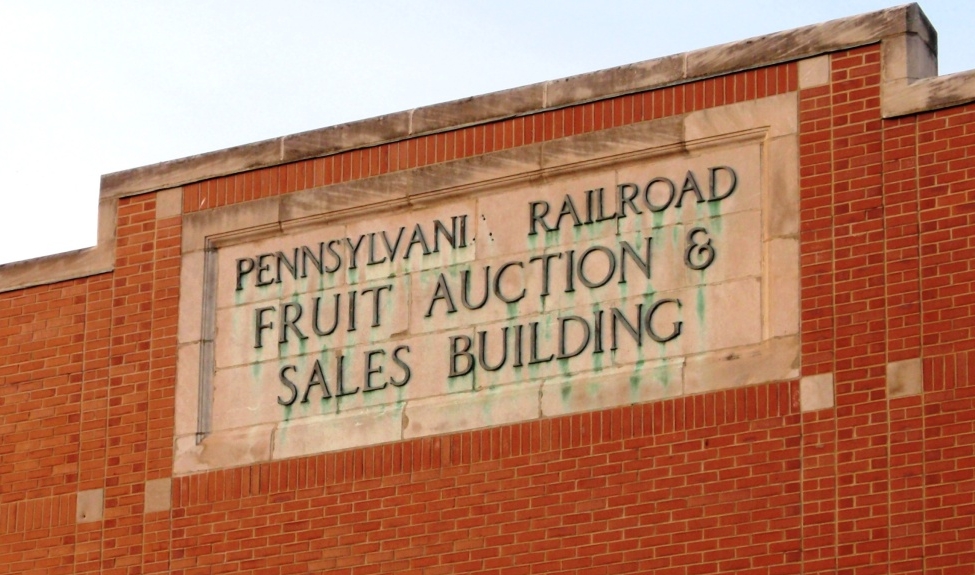 PENNSYLVANI. RAILROAD
FRUIT AUCTION &
SALES BUILDING